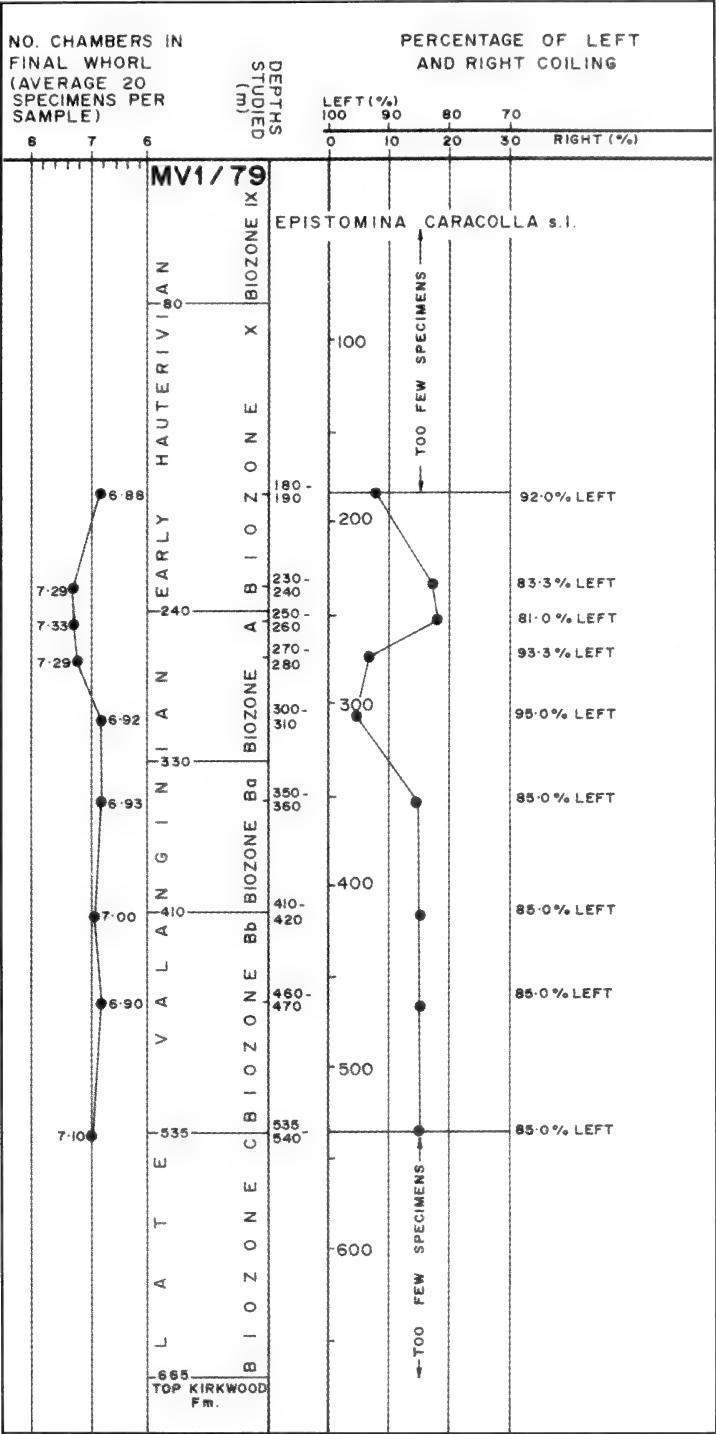 NO. CHAMBERS IN
FINAL WHORL
(AVERAGE 20
SPECIMENS PER
SAMPLE)
8 7 6
DEPTHS
STUDIED
(m)
PERCENTAGE OF LEFT
AND RIGHT COILING
LEFT (%)
100 90 80 70
0 10 20 30 RIGHT (%)
MV1/79
EPISTOMINA CARACOLLA s.l.
EARLY HAUTERIVIAN
LATE VALANGINIAN
BIOZONE IX
BIOZONE X
BIOZONE A
BIOZONE Ba
BIOZONE Bb
BIOZONE C
80
240
330
410
535
665
TOP KIRKWOOD
Fm.
6·88
7·29
7·33
7·29
6·92
6·93
7·00
6·90
7·10
180-
190
230-
240
250-
260
270-
280
300-
310
350-
360
410-
420
460-
470
535
540-
100
200
300
400
500
600
TOO FEW SPECIMENS
TOO FEW SPECIMENS
92·0% LEFT
83·3% LEFT
81·0% LEFT
93·3% LEFT
95·0% LEFT
85·0% LEFT
85·0% LEFT
85·0% LEFT
85·0% LEFT